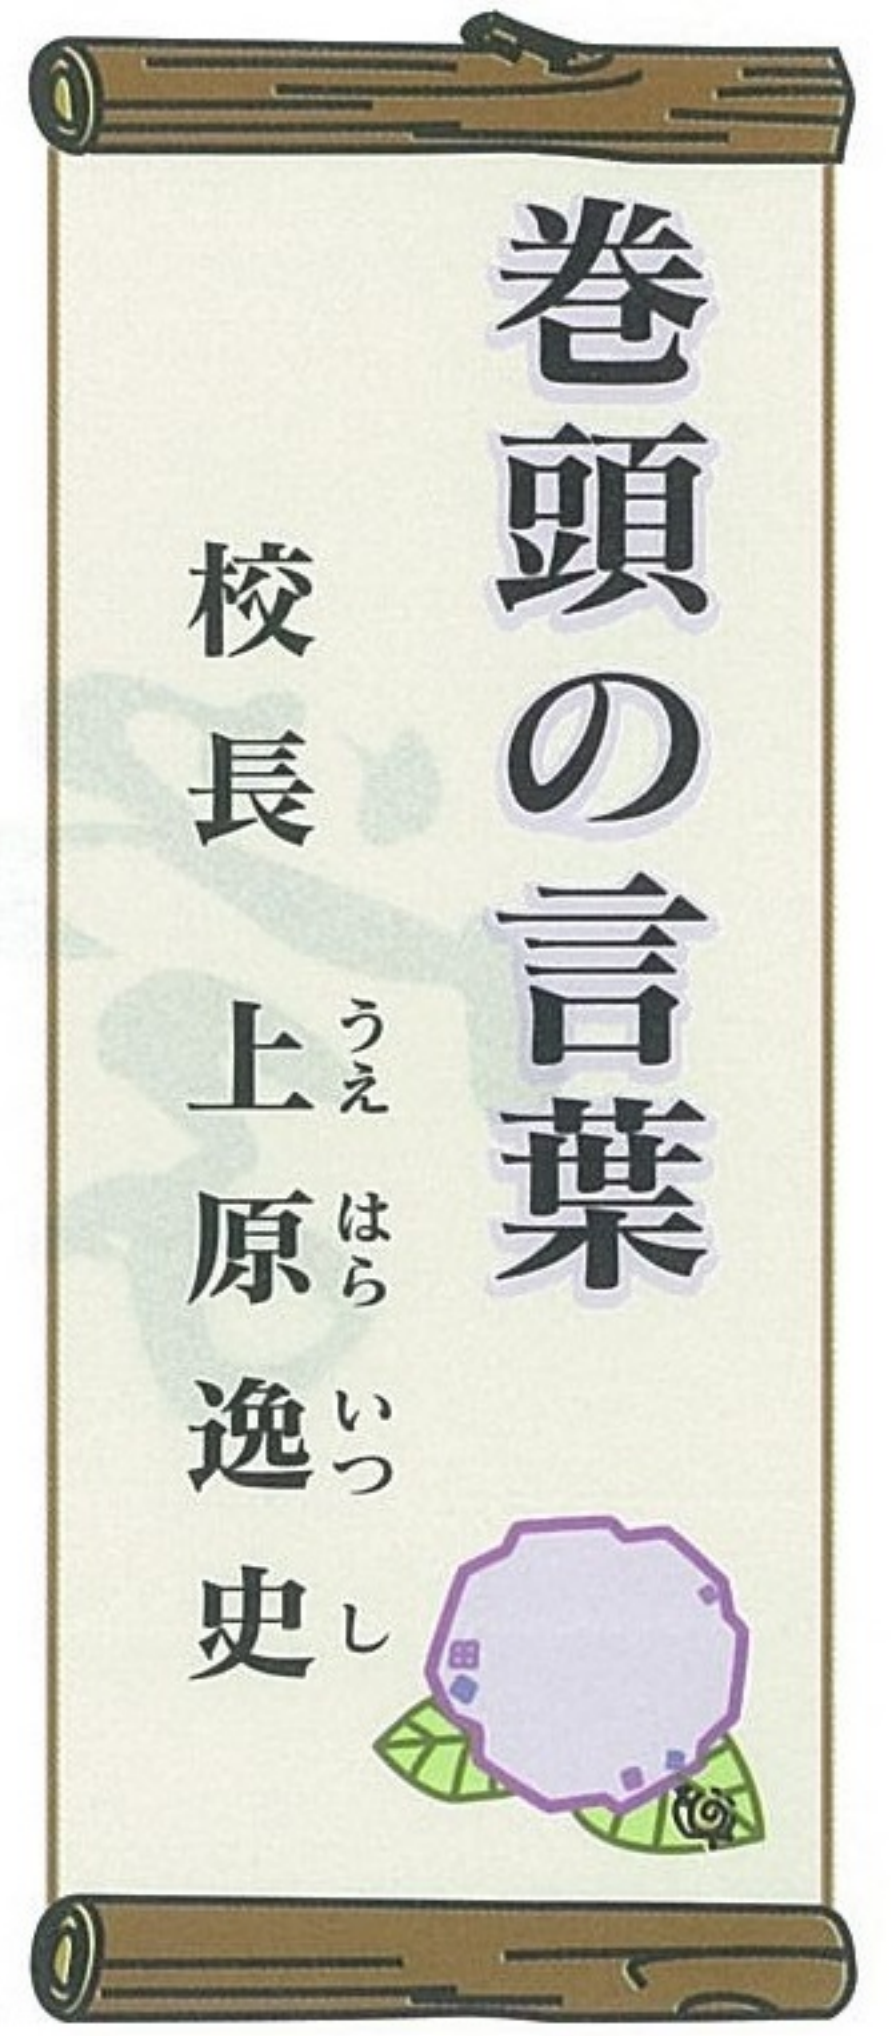 巻頭の言葉
校長 上原逸史
うえ はら いつ し